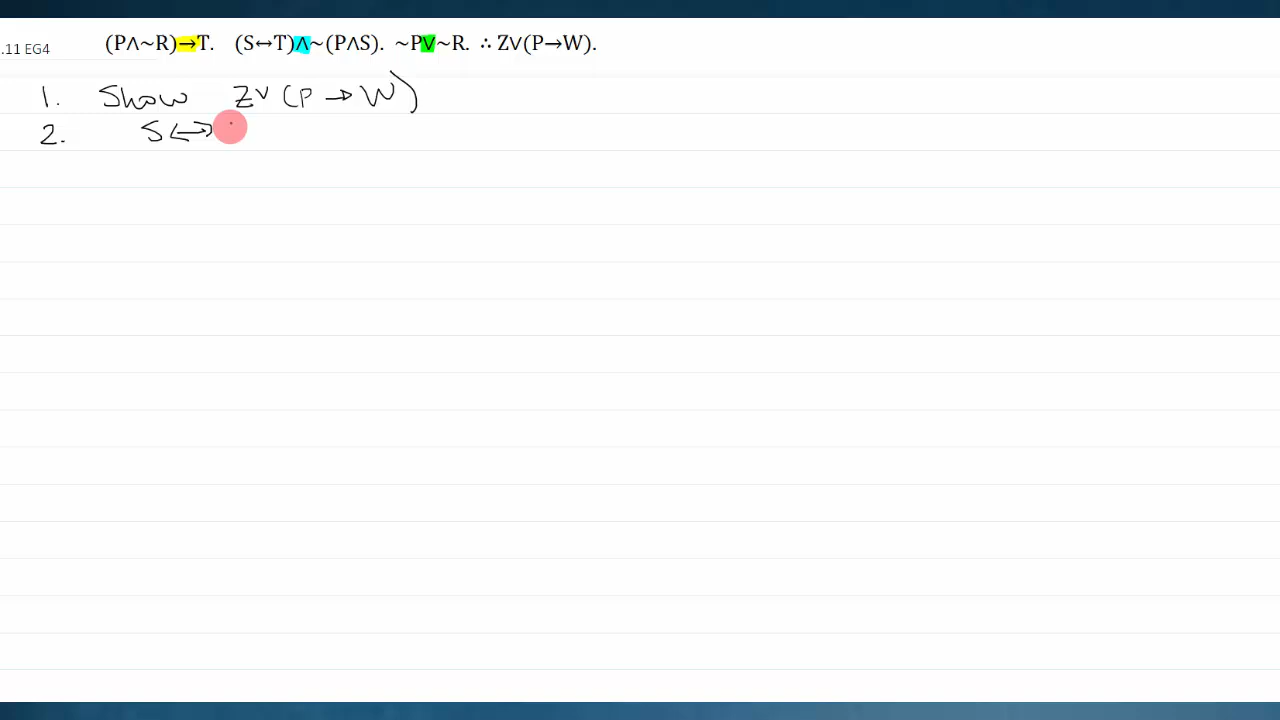 .11 EG4 (P∧~R)→T. (S↔T)∧~(P∧S). ~P∨~R. ∴ Z∨(P→W).
1. Show Z∨(P→W)
2. S↔